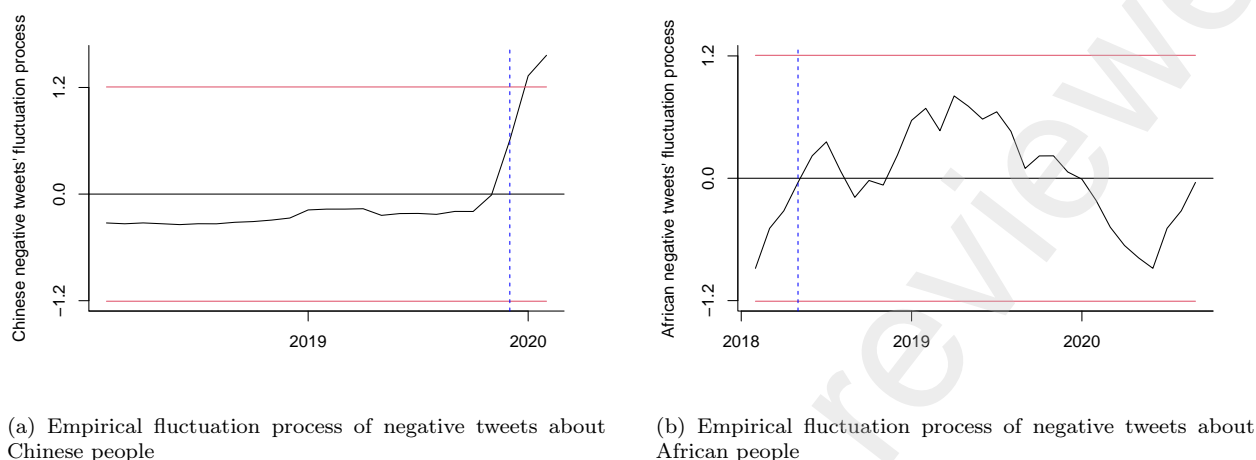 Chinese negative tweets' fluctuation process
1.2
0.0
−1.2
2019
2020
(a) Empirical fluctuation process of negative tweets about
Chinese people
African negative tweets' fluctuation process
1.2
0.0
−1.2
2018
2019
2020
(b) Empirical fluctuation process of negative tweets about
African people
reviewe